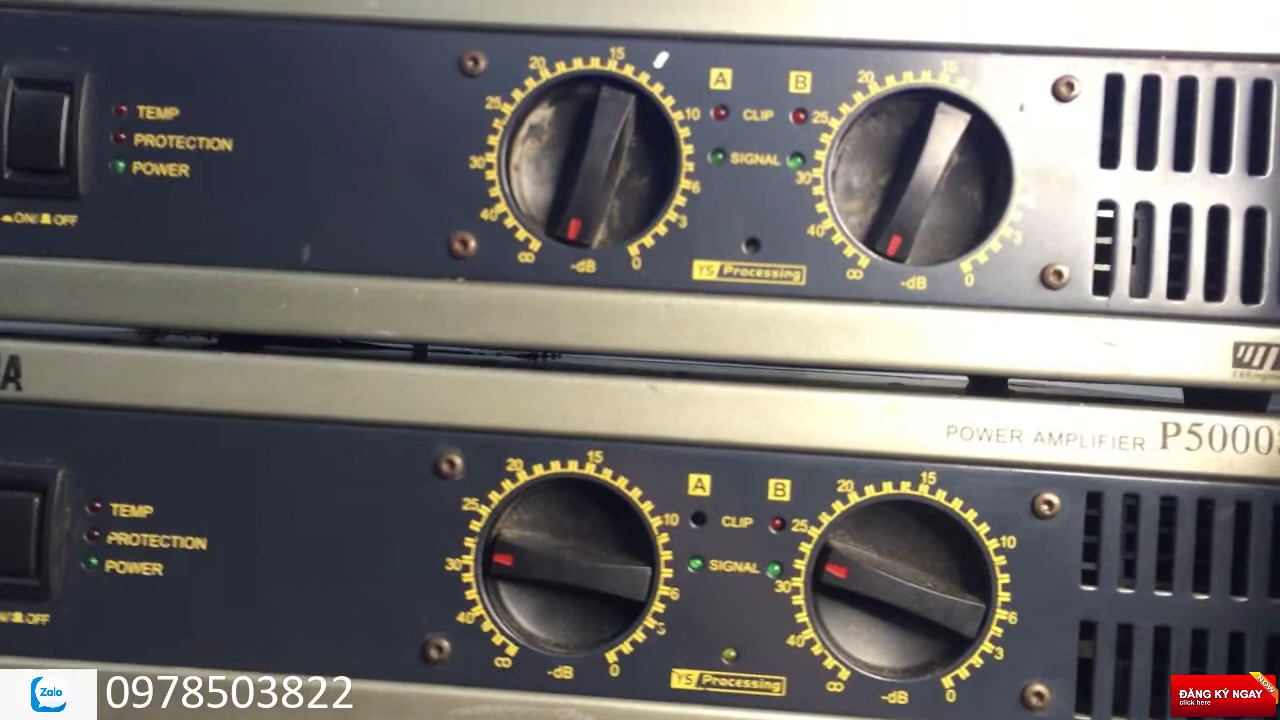 15
20
25
30
40
∞
-dB
0
3
6
10
A
B
CLIP
SIGNAL
15
20
25
30
40
∞
-dB
0
TEMP
PROTECTION
POWER
ON/ OFF
YS Processing
POWER AMPLIFIER P5000
15
20
25
30
40
∞
-dB
0
3
6
10
A
B
CLIP
SIGNAL
15
20
25
30
40
∞
-dB
0
3
6
10
TEMP
PROTECTION
POWER
OFF
YS Processing
Zalo
0978503822
ĐĂNG KÝ NGAY
click here
NOW